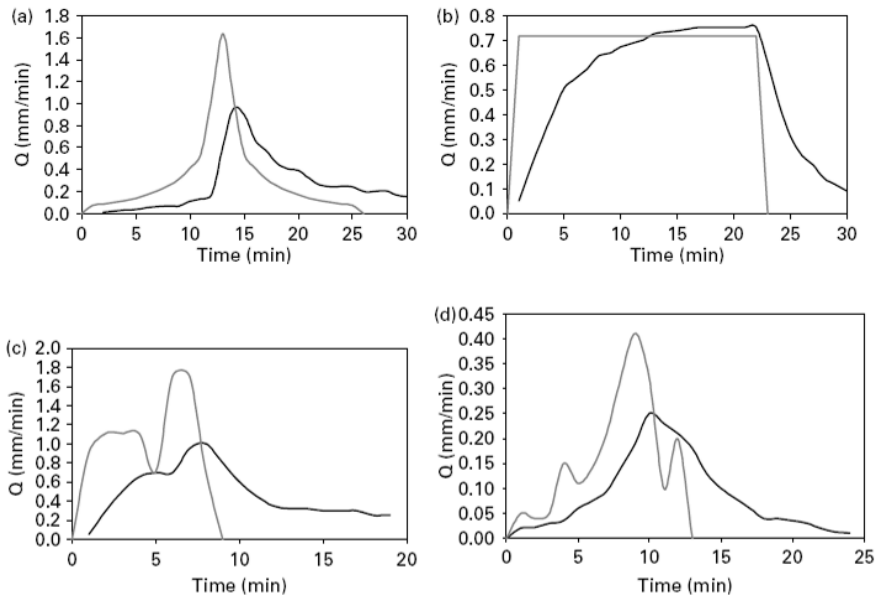 (a)
Q (mm/min)
1.8
1.6
1.4
1.2
1.0
0.8
0.6
0.4
0.2
0.0
0 5 10 15 20 25 30
Time (min)
(b)
Q (mm/min)
0.8
0.7
0.6
0.5
0.4
0.3
0.2
0.1
0.0
0 5 10 15 20 25 30
Time (min)
(c)
Q (mm/min)
2.0
1.8
1.6
1.4
1.2
1.0
0.8
0.6
0.4
0.2
0.0
0 5 10 15 20
Time (min)
(d)
Q (mm/min)
0.45
0.40
0.35
0.30
0.25
0.20
0.15
0.10
0.05
0.00
0 5 10 15 20 25
Time (min)